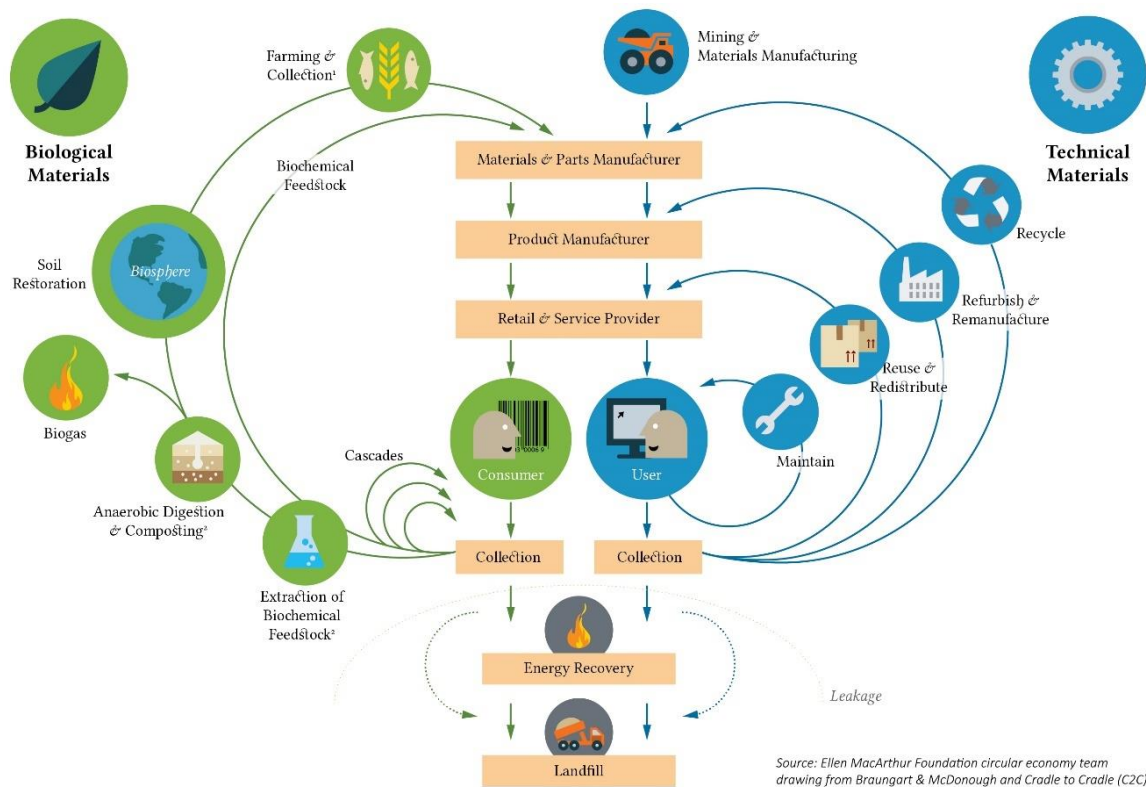 Farming &
Collection¹
Mining &
Materials Manufacturing
Biological
Materials
Technical
Materials
Biochemical
Feedstock
Materials & Parts Manufacturer
Recycle
Product Manufacturer
Soil
Restoration
Biosphere
Refurbish &
Remanufacture
Retail & Service Provider
Reuse &
Redistribute
Biogas
Cascades
Consumer
User
Maintain
Anaerobic Digestion
& Composting²
Collection
Collection
Extraction of
Biochemical
Feedstock²
Energy Recovery
Leakage
Landfill
Source: Ellen MacArthur Foundation circular economy team
drawing from Braungart & McDonough and Cradle to Cradle (C2C)